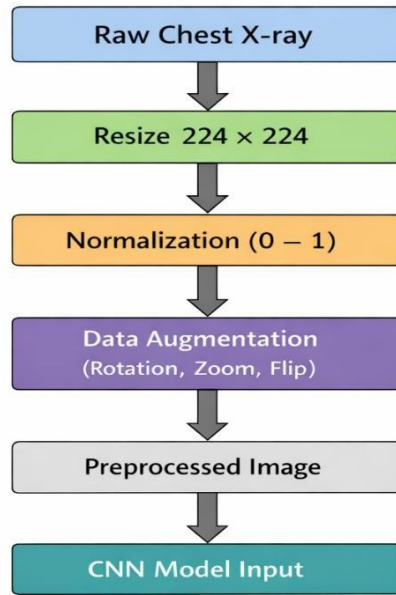 Raw Chest X-ray
Resize 224 × 224
Normalization (0 – 1)
Data Augmentation
(Rotation, Zoom, Flip)
Preprocessed Image
CNN Model Input